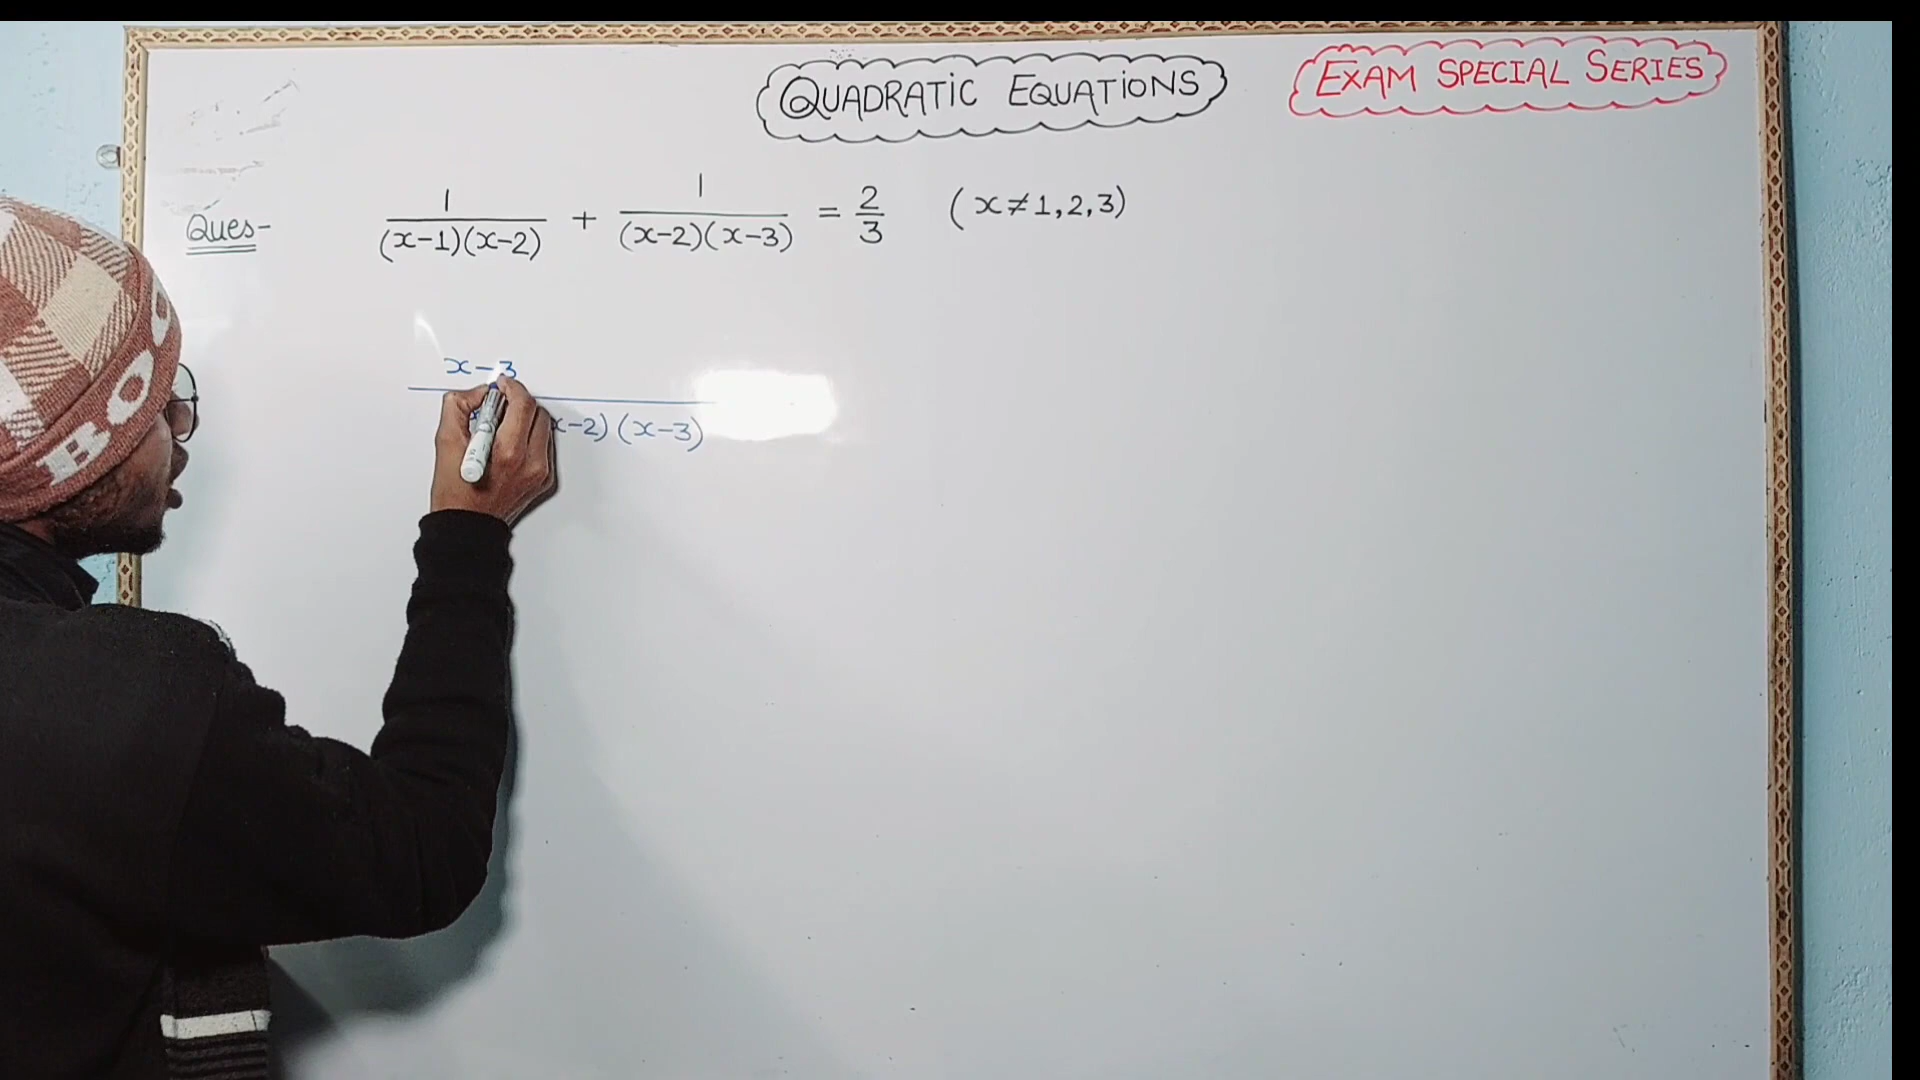 QUADRATIC EQUATIONS
EXAM SPECIAL SERIES
Ques- 1/(x-1)(x-2) + 1/(x-2)(x-3) = 2/3 (x≠1,2,3)
x-3
x-2)(x-3)